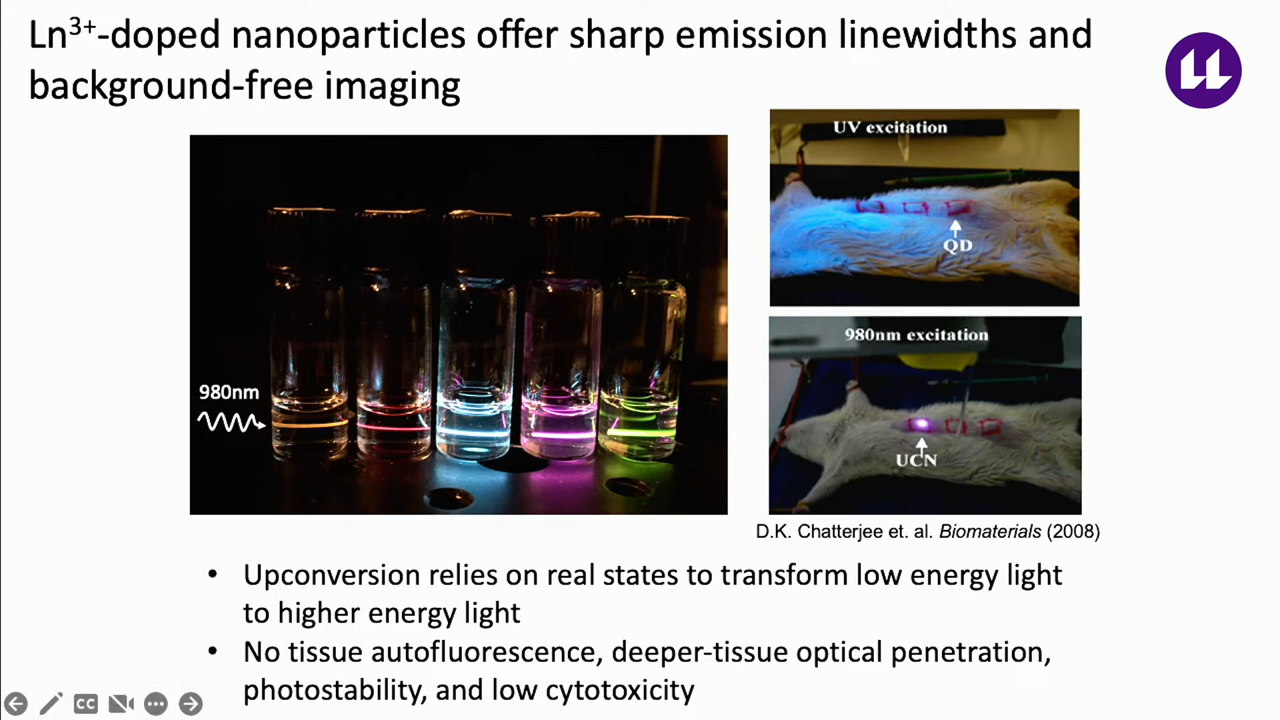 Ln³⁺-doped nanoparticles offer sharp emission linewidths and
background-free imaging
UV excitation
QD
980nm
980nm excitation
UCN
D.K. Chatterjee et. al. Biomaterials (2008)
• Upconversion relies on real states to transform low energy light
to higher energy light
• No tissue autofluorescence, deeper-tissue optical penetration,
photostability, and low cytotoxicity
CC